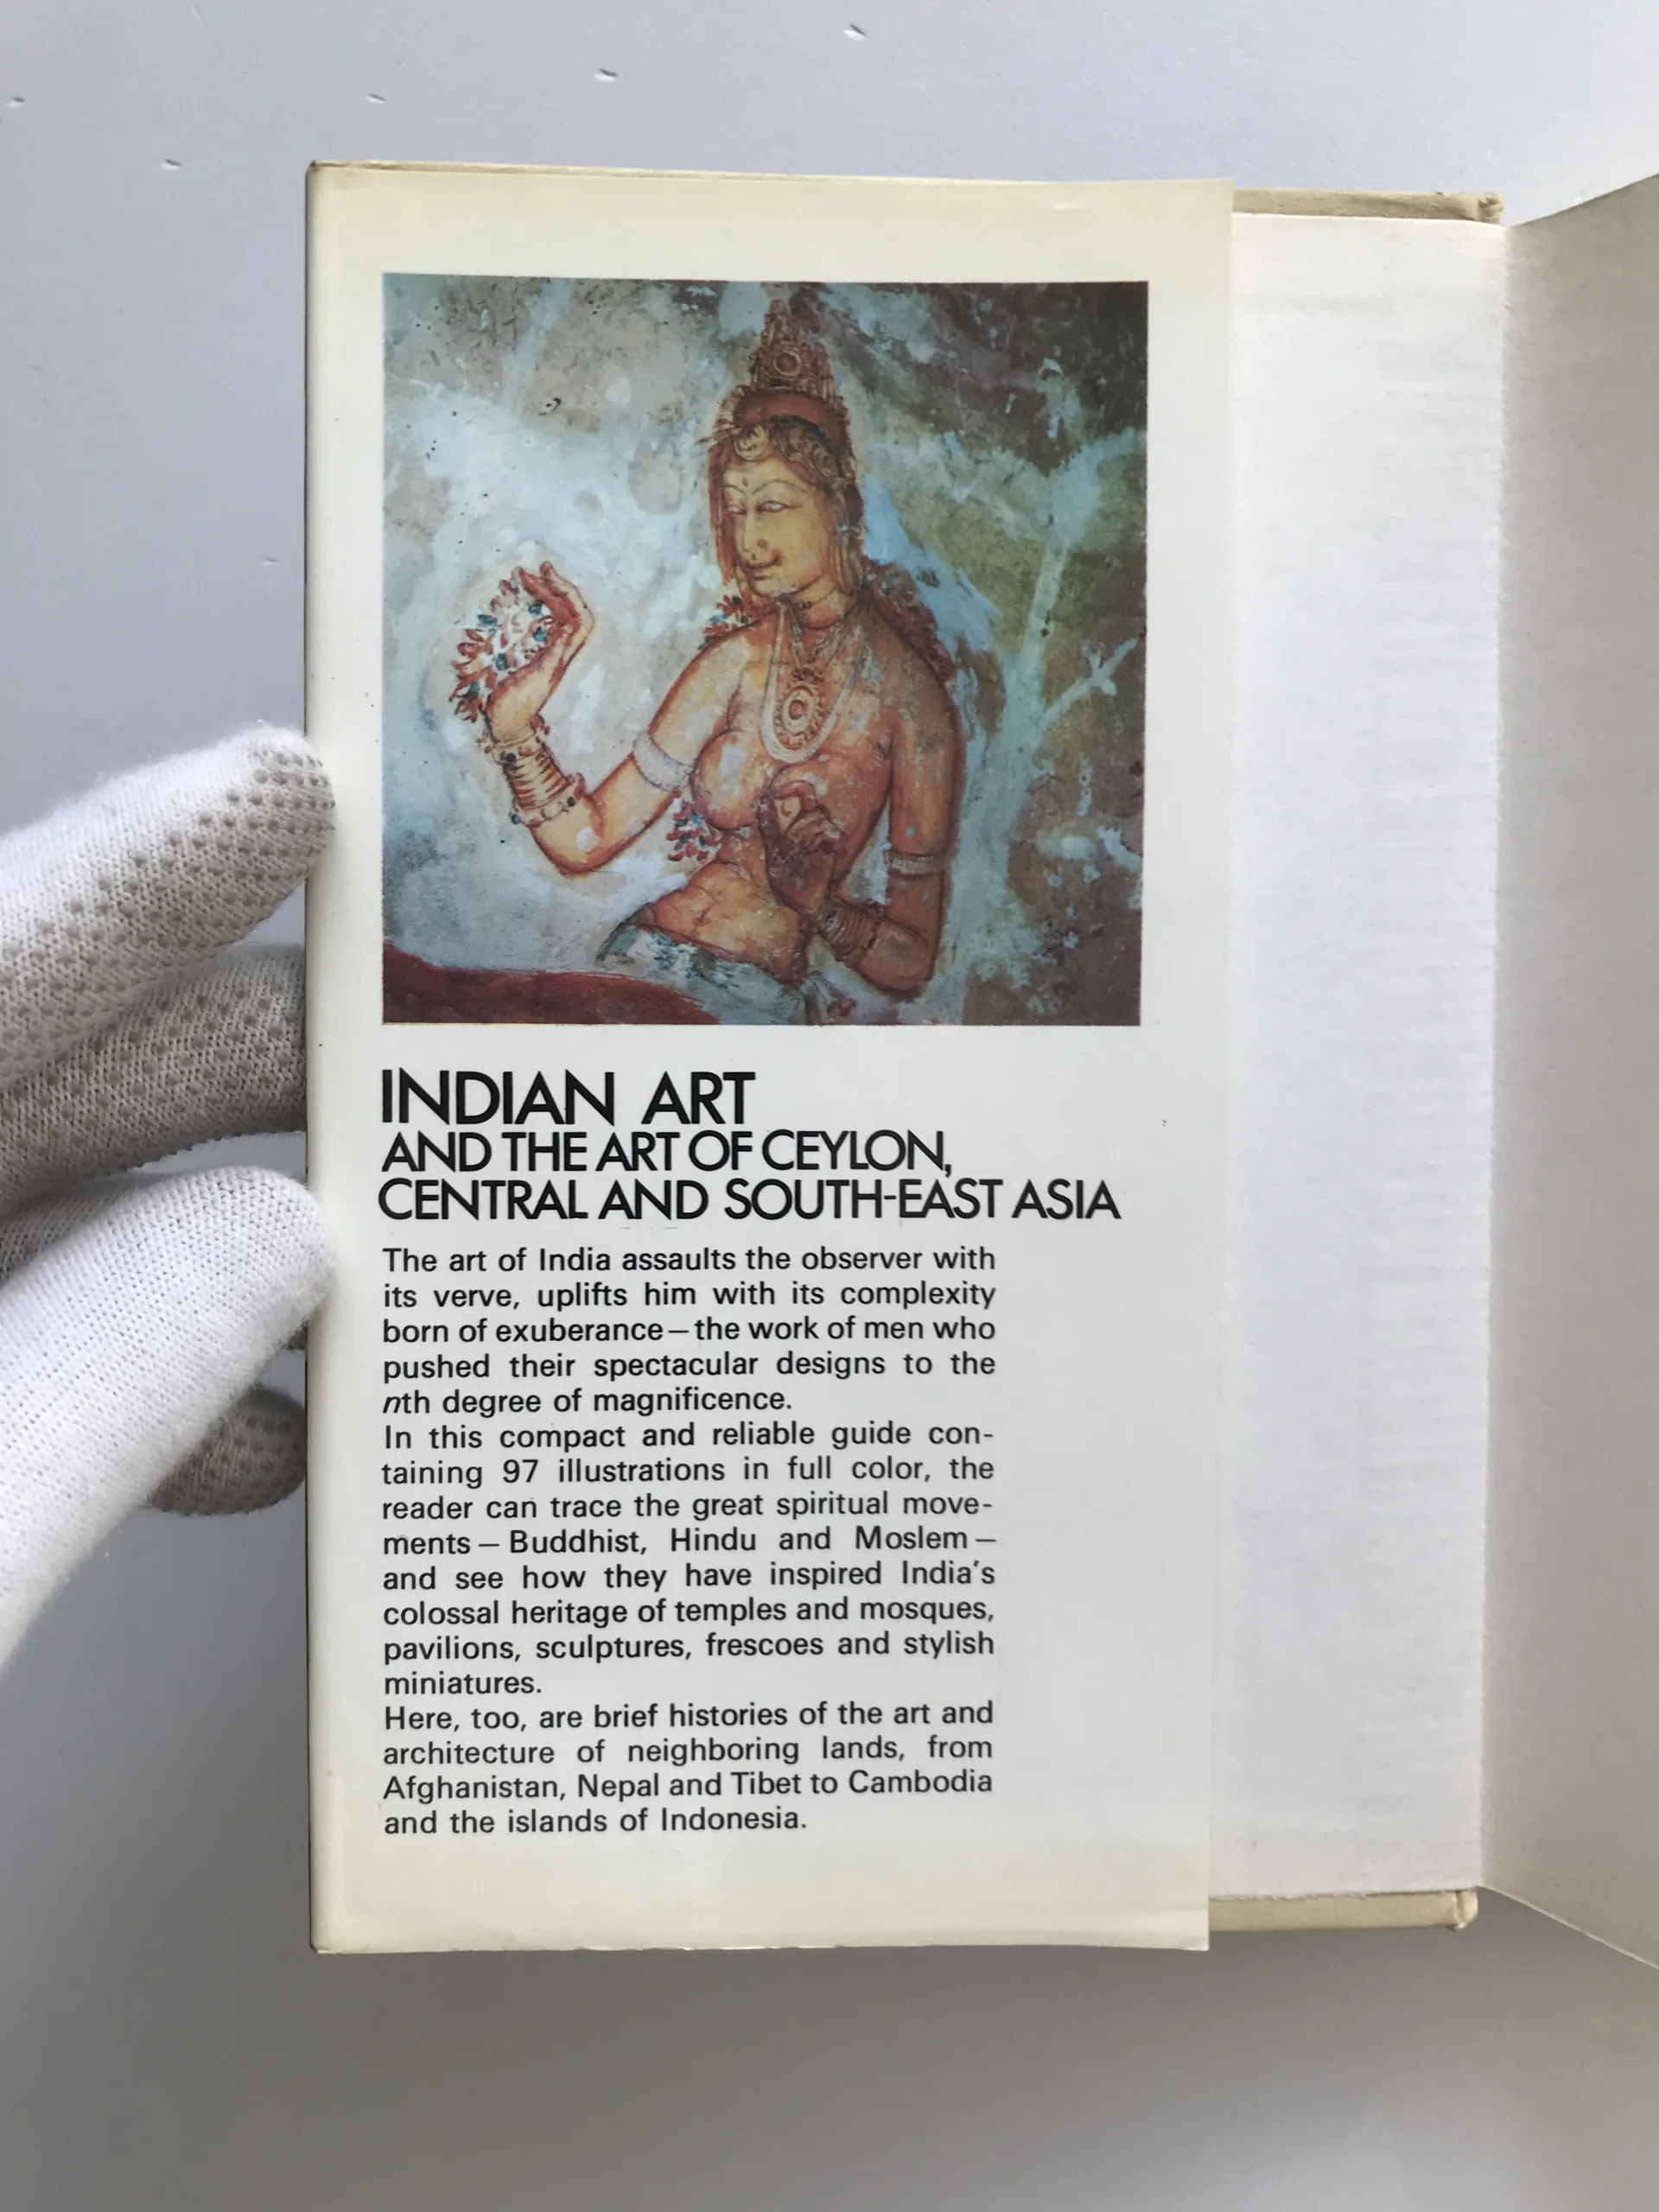 INDIAN ART
AND THE ART OF CEYLON,
CENTRAL AND SOUTH-EAST ASIA
The art of India assaults the observer with
its verve, uplifts him with its complexity
born of exuberance—the work of men who
pushed their spectacular designs to the
nth degree of magnificence.
In this compact and reliable guide con-
taining 97 illustrations in full color, the
reader can trace the great spiritual move-
ments — Buddhist, Hindu and Moslem —
and see how they have inspired India's
colossal heritage of temples and mosques,
pavilions, sculptures, frescoes and stylish
miniatures.
Here, too, are brief histories of the art and
architecture of neighboring lands, from
Afghanistan, Nepal and Tibet to Cambodia
and the islands of Indonesia.